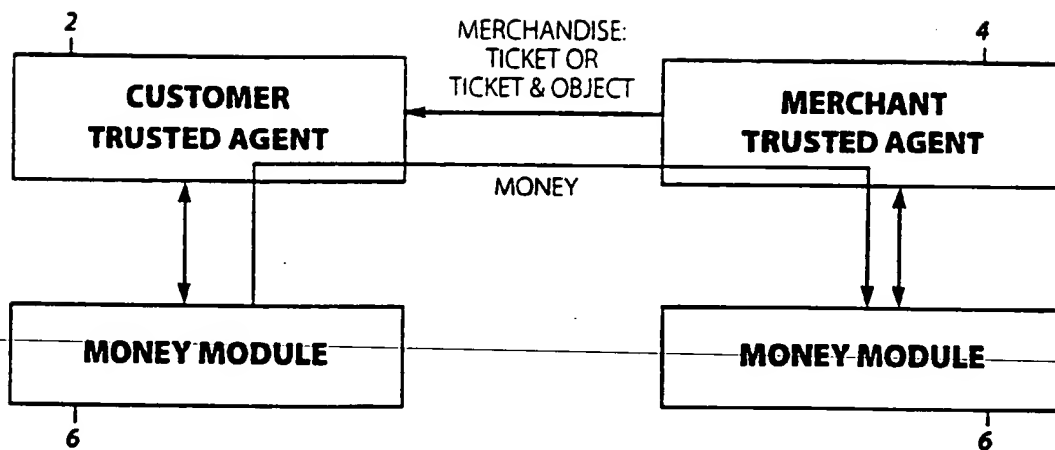 2
MERCHANDISE:
TICKET OR
TICKET & OBJECT
4
CUSTOMER
TRUSTED AGENT
MERCHANT
TRUSTED AGENT
MONEY
MONEY MODULE
MONEY MODULE
6
6